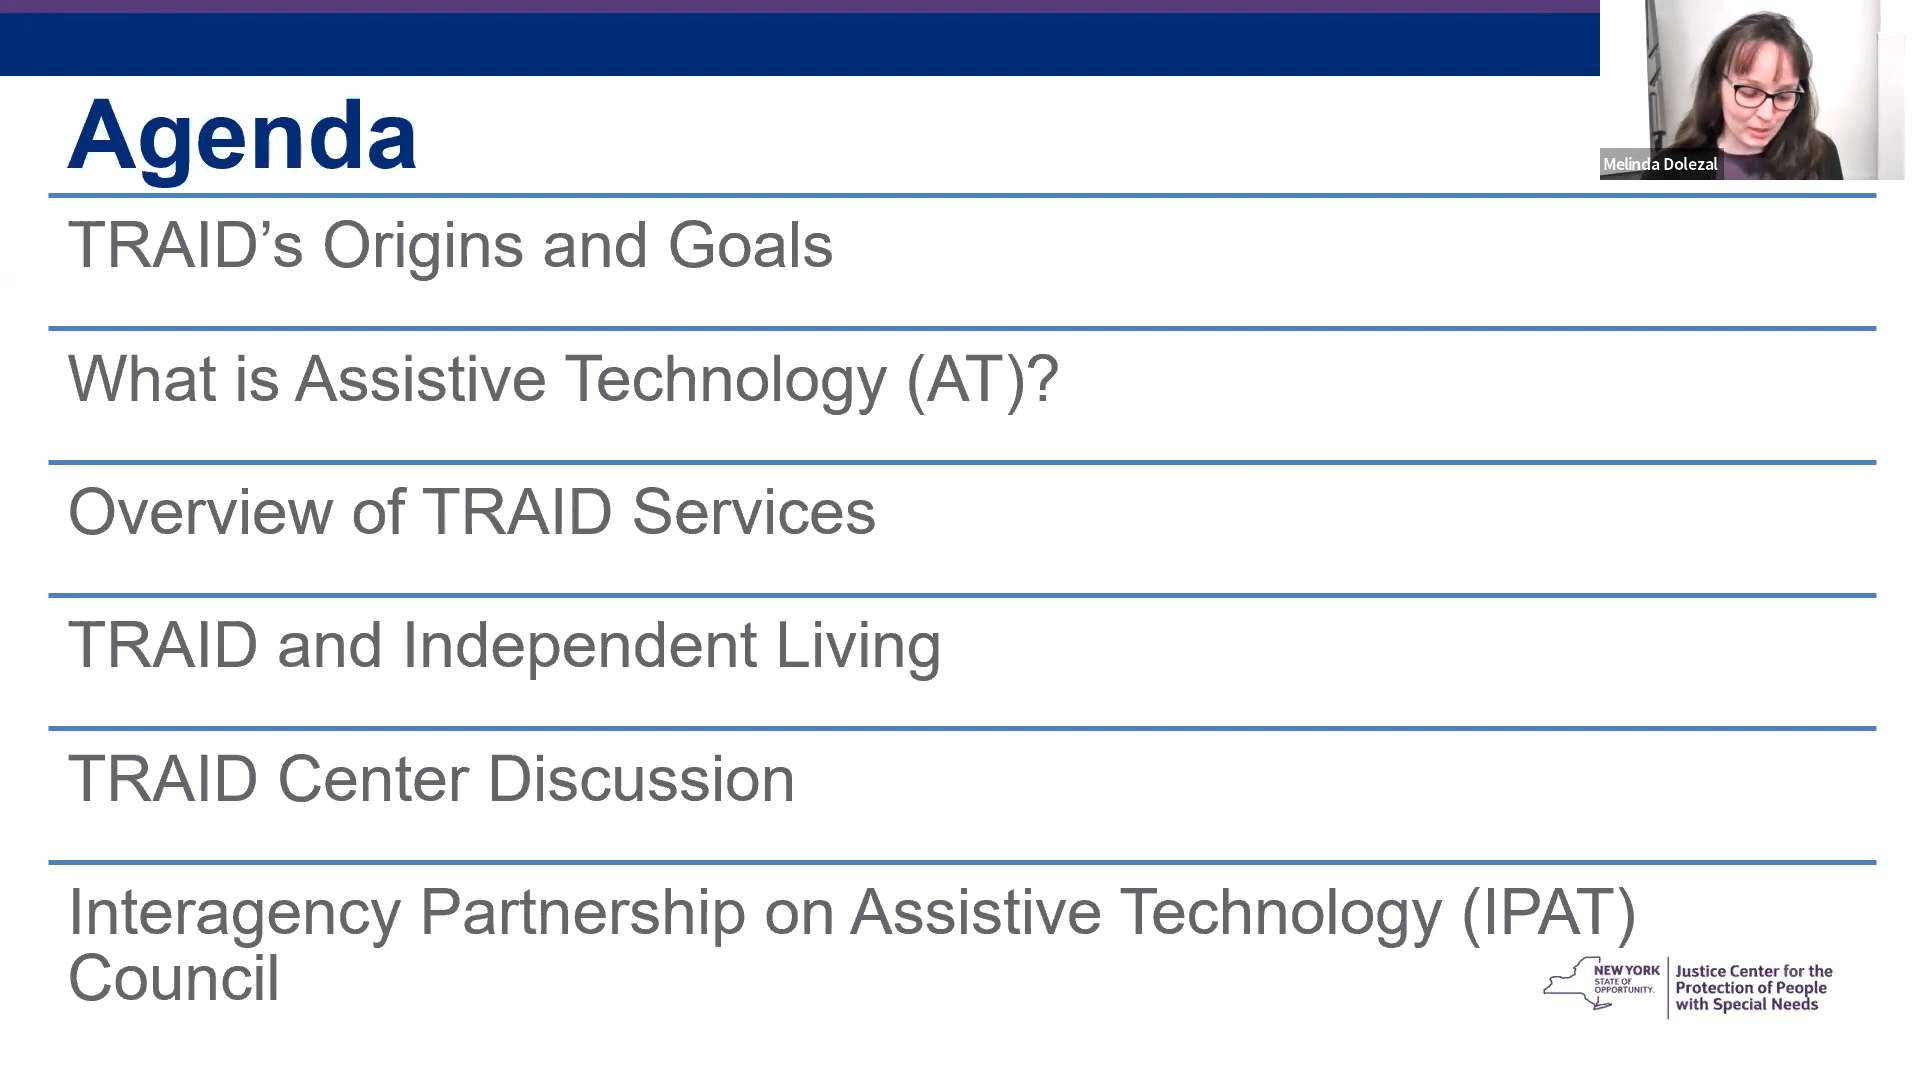 Agenda
Melinda Dolezal
TRAID’s Origins and Goals
What is Assistive Technology (AT)?
Overview of TRAID Services
TRAID and Independent Living
TRAID Center Discussion
Interagency Partnership on Assistive Technology (IPAT)
Council
NEW YORK
STATE OF
OPPORTUNITY.
Justice Center for the
Protection of People
with Special Needs